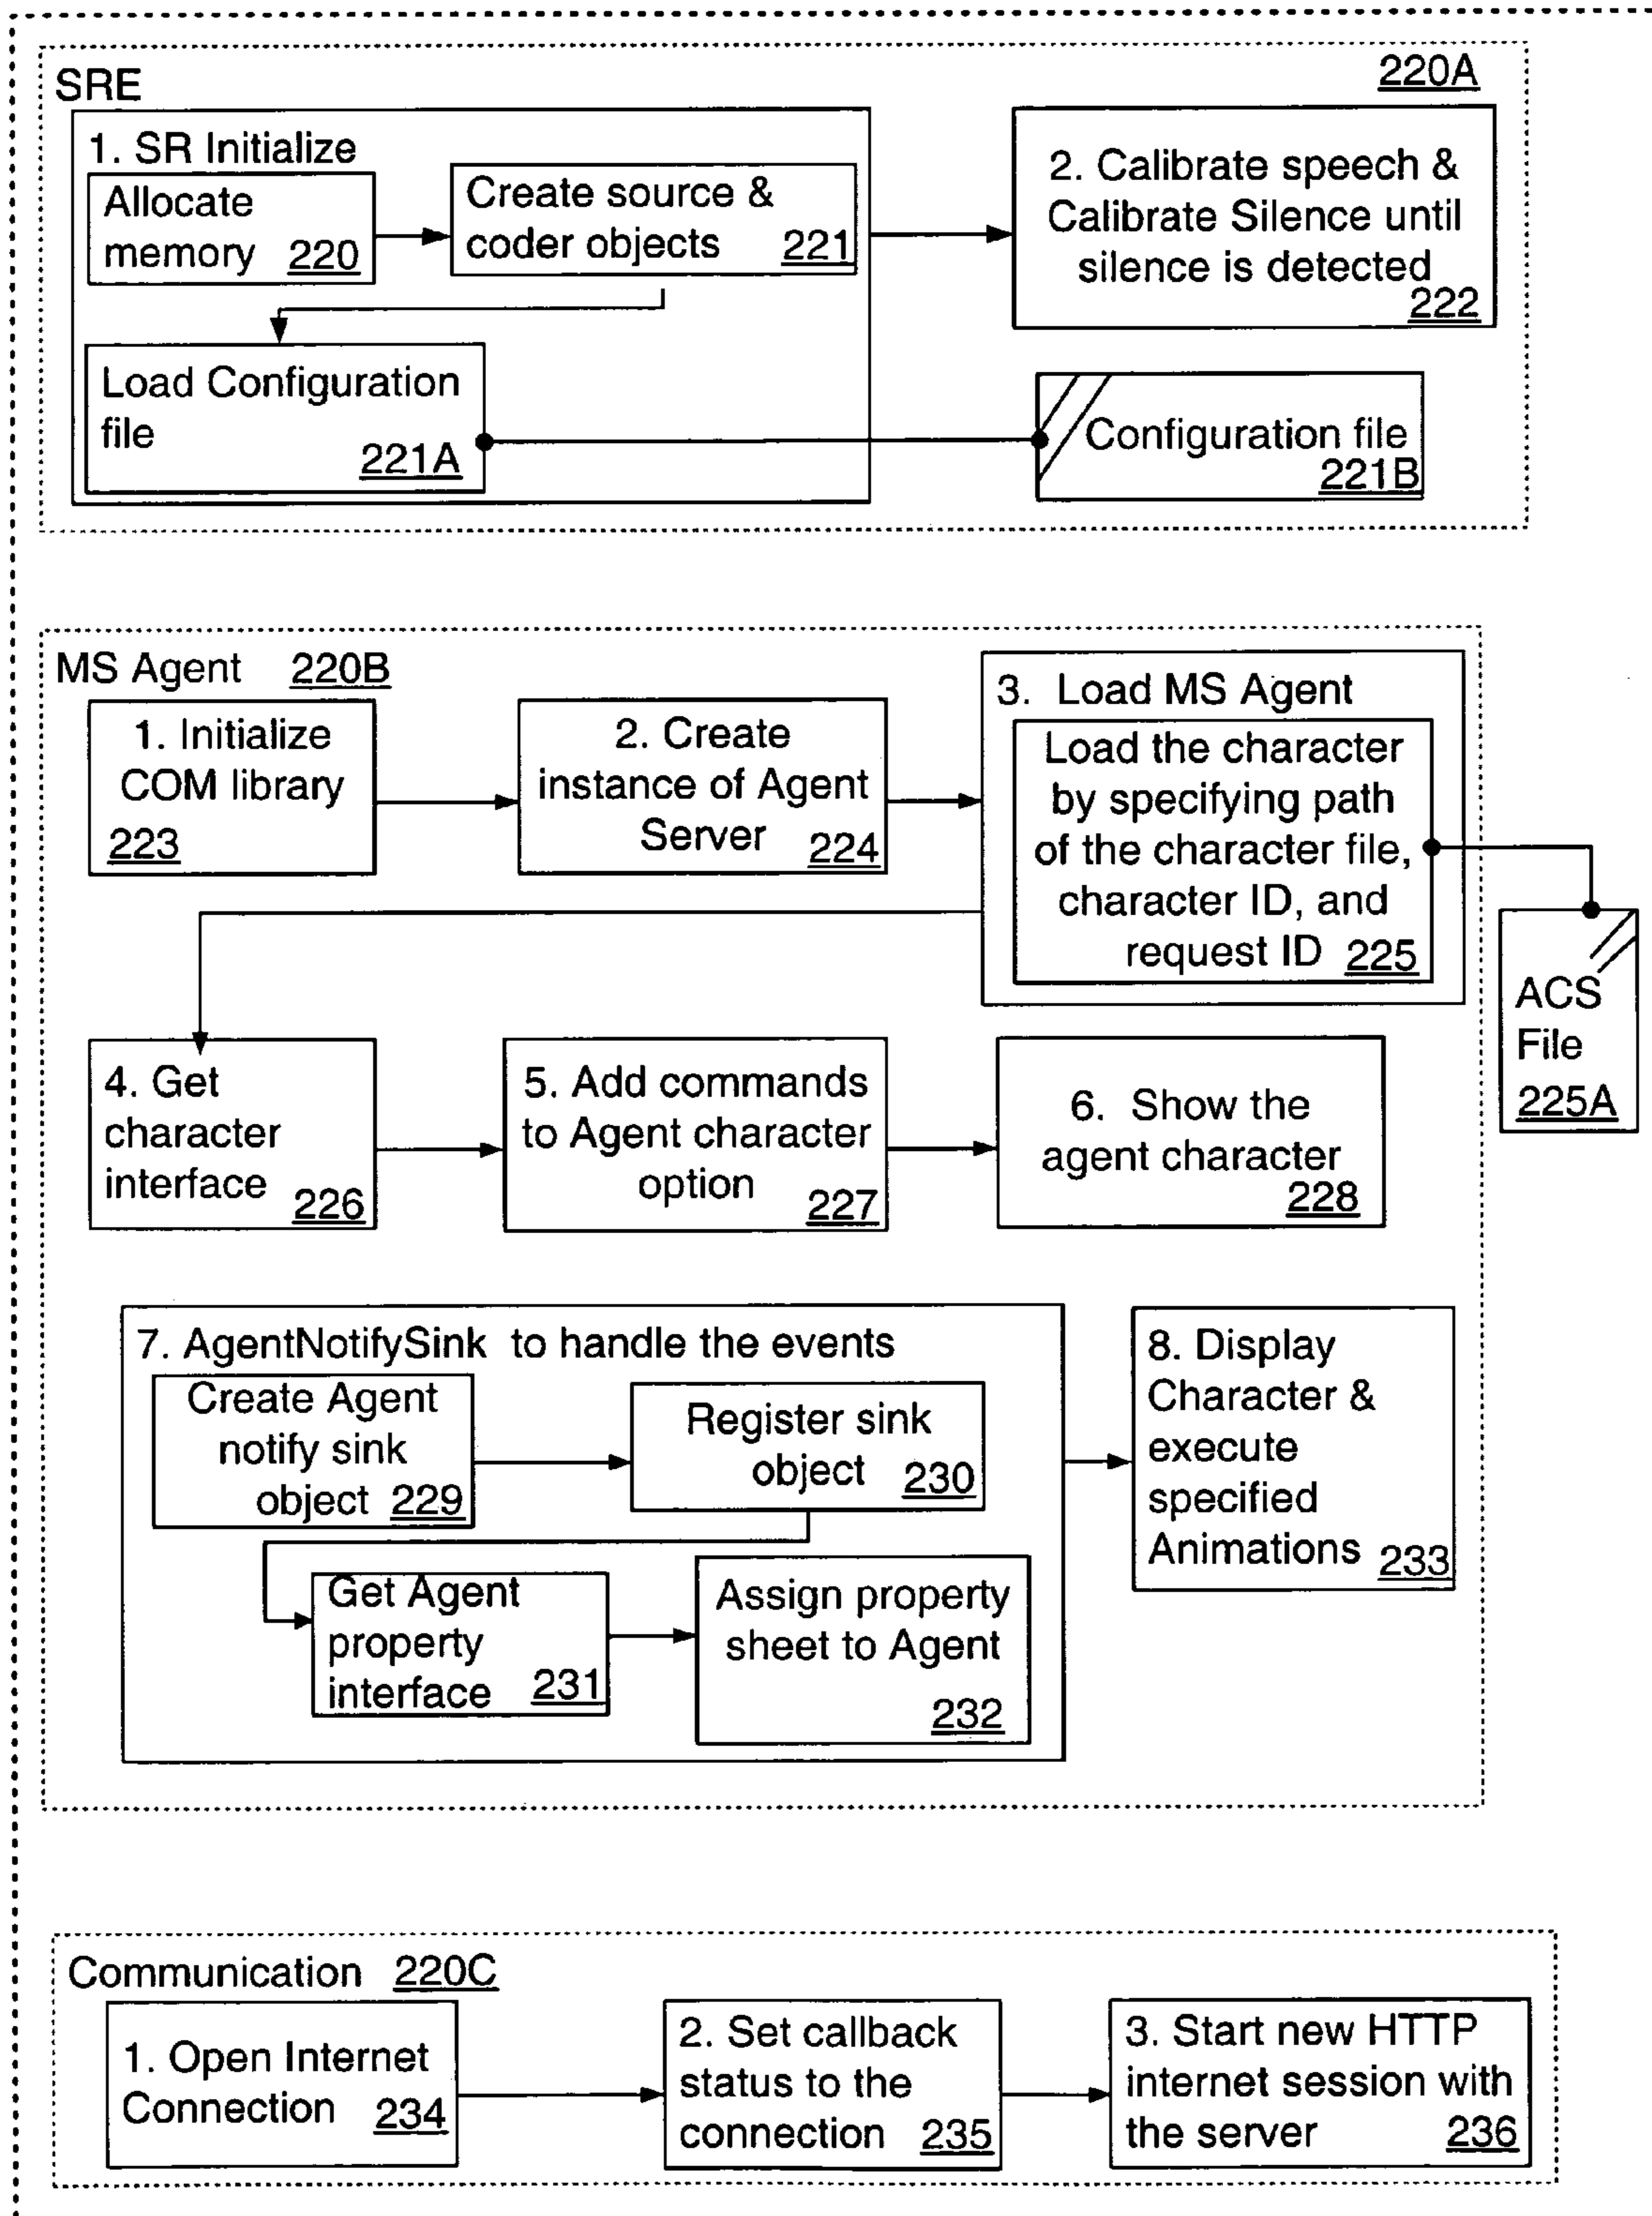 SRE
220A
1. SR Initialize
Allocate
memory 220
Create source &
coder objects 221
2. Calibrate speech &
Calibrate Silence until
silence is detected
222
Load Configuration
file
221A
Configuration file
221B
MS Agent 220B
1. Initialize
COM library
223
2. Create
instance of Agent
Server 224
3. Load MS Agent
Load the character
by specifying path
of the character file,
character ID, and
request ID 225
ACS
File
225A
4. Get
character
interface 226
5. Add commands
to Agent character
option 227
6. Show the
agent character
228
7. AgentNotifySink to handle the events
Create Agent
notify sink
object 229
Register sink
object 230
Get Agent
property
interface 231
Assign property
sheet to Agent
232
8. Display
Character &
execute
specified
Animations 233
Communication 220C
1. Open Internet
Connection 234
2. Set callback
status to the
connection 235
3. Start new HTTP
internet session with
the server 236